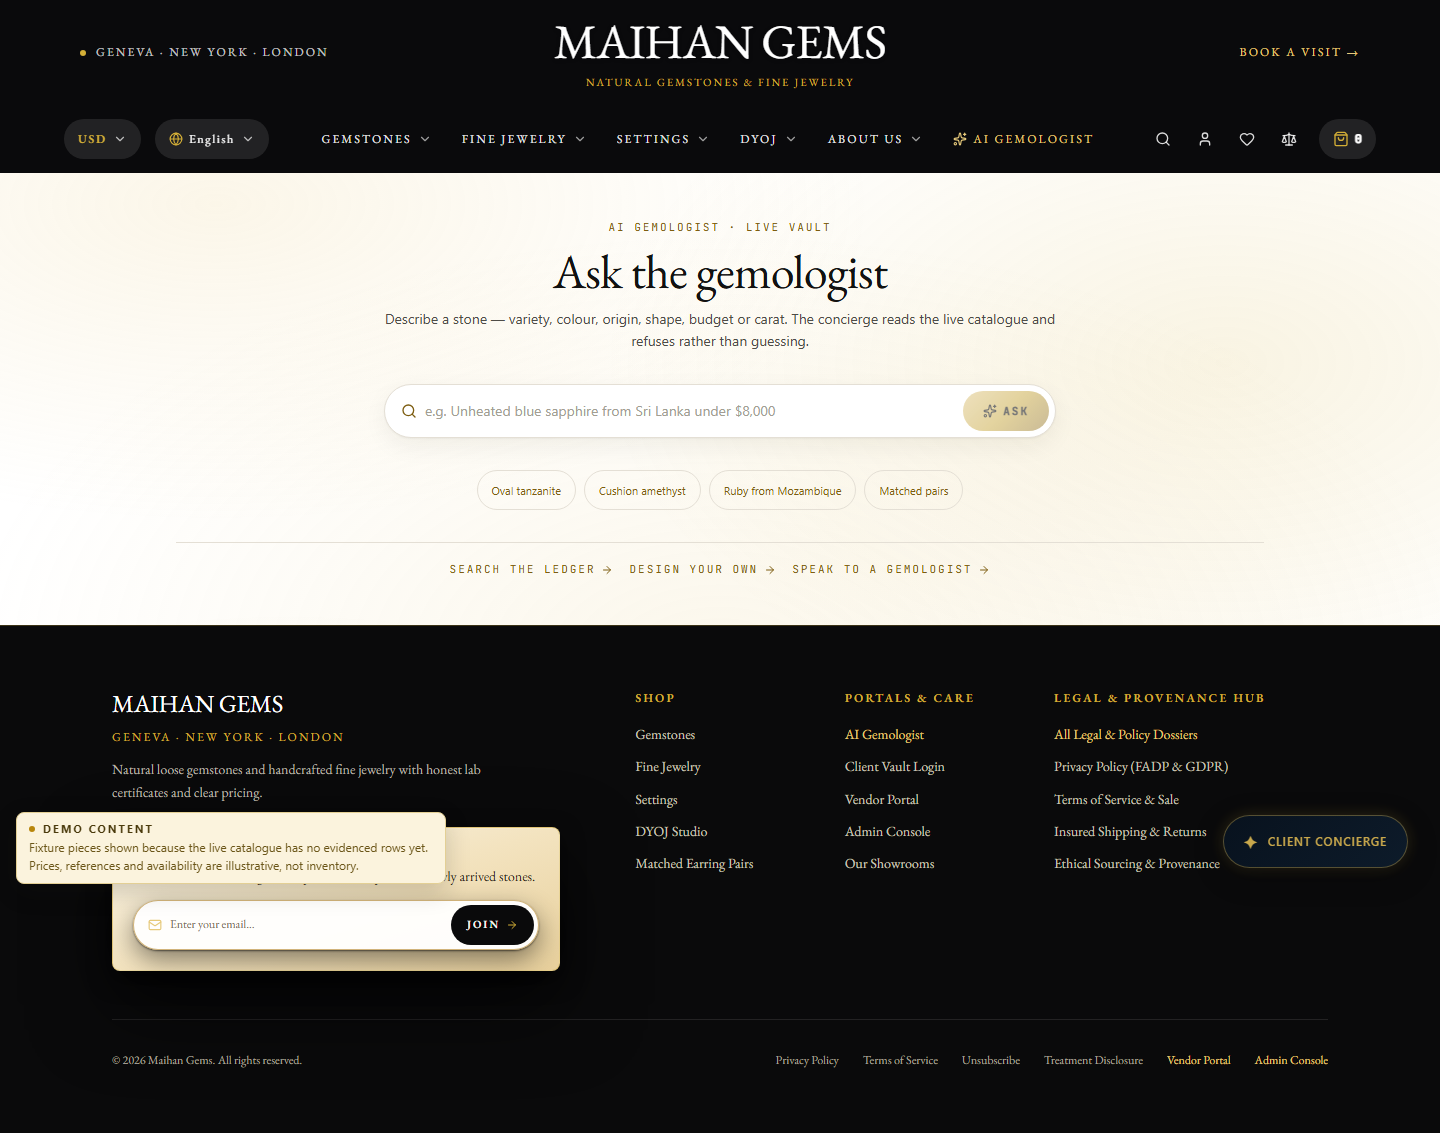 GENEVA · NEW YORK · LONDON
MAIHAN GEMS
NATURAL GEMSTONES & FINE JEWELRY
BOOK A VISIT →
USD
English
GEMSTONES
FINE JEWELRY
SETTINGS
DYOJ
ABOUT US
AI GEMOLOGIST
0
AI GEMOLOGIST · LIVE VAULT
Ask the gemologist
Describe a stone — variety, colour, origin, shape, budget or carat. The concierge reads the live catalogue and
refuses rather than guessing.
e.g. Unheated blue sapphire from Sri Lanka under $8,000
ASK
Oval tanzanite
Cushion amethyst
Ruby from Mozambique
Matched pairs
SEARCH THE LEDGER →
DESIGN YOUR OWN →
SPEAK TO A GEMOLOGIST →
MAIHAN GEMS
GENEVA · NEW YORK · LONDON
Natural loose gemstones and handcrafted fine jewelry with honest lab
certificates and clear pricing.
DEMO CONTENT
Fixture pieces shown because the live catalogue has no evidenced rows yet.
Prices, references and availability are illustrative, not inventory.
arrived stones.
Enter your email...
JOIN →
SHOP
Gemstones
Fine Jewelry
Settings
DYOJ Studio
Matched Earring Pairs
PORTALS & CARE
AI Gemologist
Client Vault Login
Vendor Portal
Admin Console
Our Showrooms
LEGAL & PROVENANCE HUB
All Legal & Policy Dossiers
Privacy Policy (FADP & GDPR)
Terms of Service & Sale
Insured Shipping & Returns
Ethical Sourcing & Provenance
CLIENT CONCIERGE
© 2026 Maihan Gems. All rights reserved.
Privacy Policy
Terms of Service
Unsubscribe
Treatment Disclosure
Vendor Portal
Admin Console